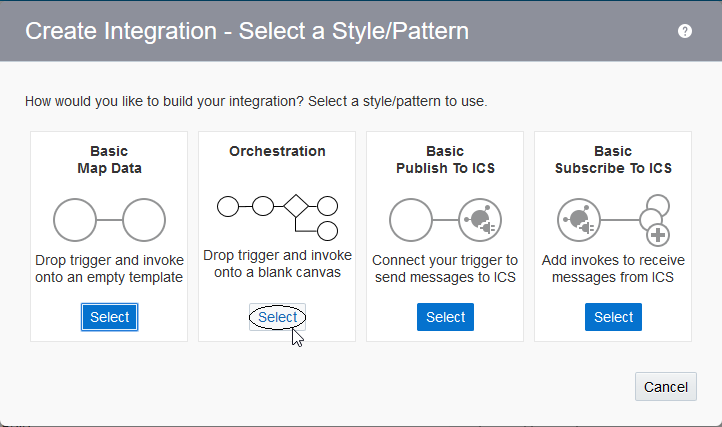 Create Integration - Select a Style/Pattern
?
How would you like to build your integration? Select a style/pattern to use.
Basic
Map Data
Drop trigger and invoke
onto an empty template
Select
Orchestration
Drop trigger and invoke
onto a blank canvas
Select
Basic
Publish To ICS
Connect your trigger to
send messages to ICS
Select
Basic
Subscribe To ICS
Add invokes to receive
messages from ICS
Select
Cancel